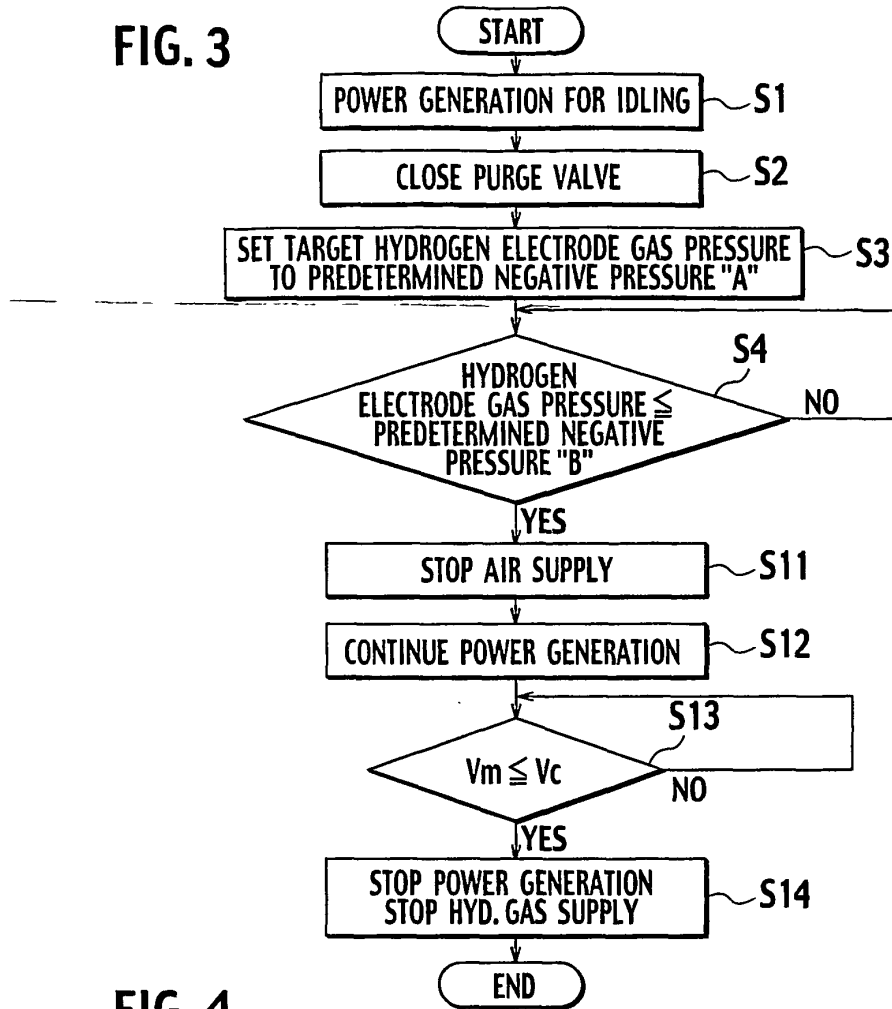 FIG. 3
START
POWER GENERATION FOR IDLING
S1
CLOSE PURGE VALVE
S2
SET TARGET HYDROGEN ELECTRODE GAS PRESSURE
TO PREDETERMINED NEGATIVE PRESSURE "A"
S3
HYDROGEN
ELECTRODE GAS PRESSURE ≦
PREDETERMINED NEGATIVE
PRESSURE "B"
S4
NO
YES
STOP AIR SUPPLY
S11
CONTINUE POWER GENERATION
S12
Vm ≦ Vc
S13
NO
YES
STOP POWER GENERATION
STOP HYD. GAS SUPPLY
S14
END
FIG. 4